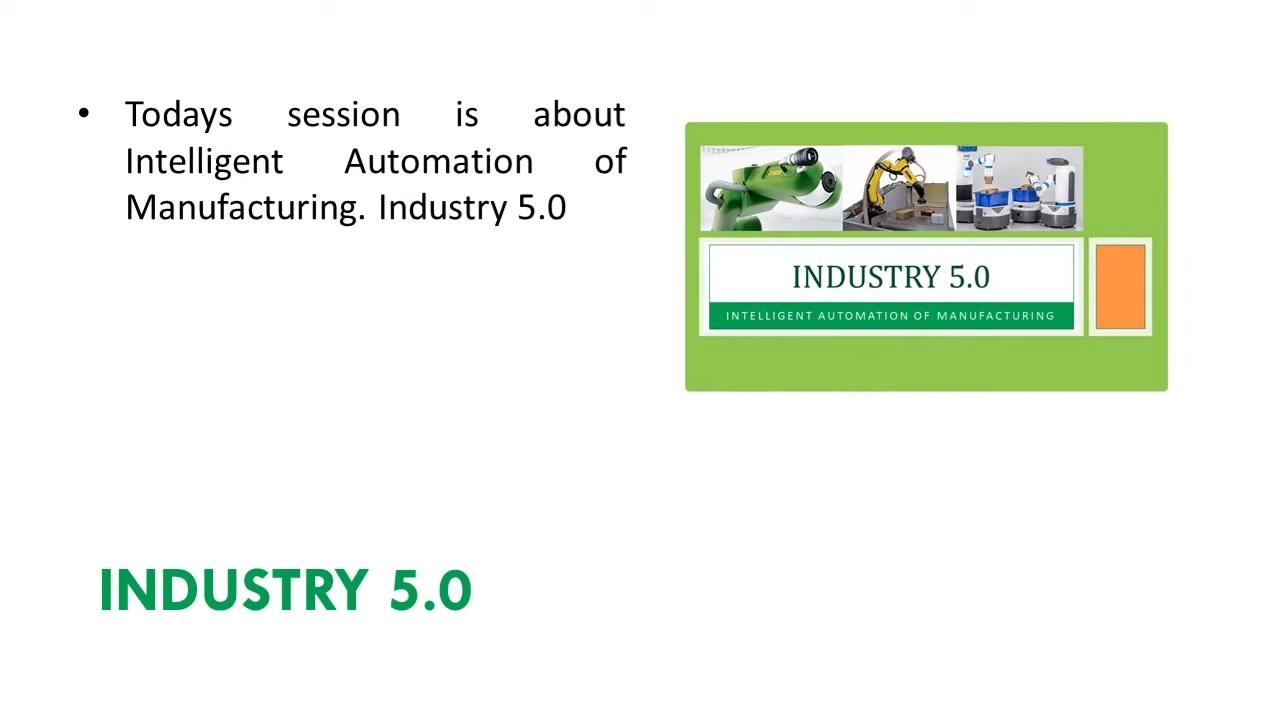 • Todays session is about
Intelligent Automation of
Manufacturing. Industry 5.0
INDUSTRY 5.0
INTELLIGENT AUTOMATION OF MANUFACTURING
INDUSTRY 5.0